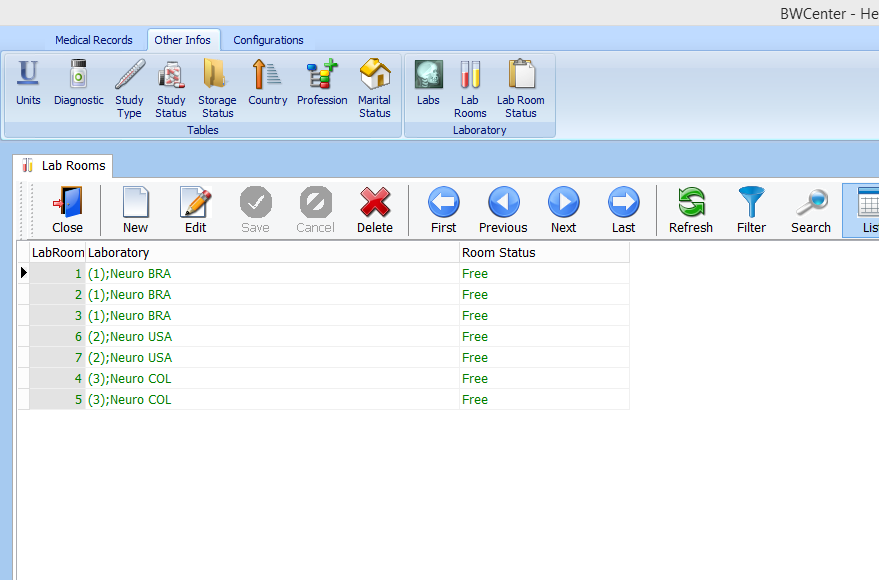 BWCenter - He
Medical Records Other Infos Configurations
Units Diagnostic Study Type Study Status Storage Status Country Profession Marital Status Labs Lab Rooms Lab Room Status
Tables Laboratory
Lab Rooms
Close New Edit Save Cancel Delete First Previous Next Last Refresh Filter Search List
LabRoom Laboratory Room Status
1 (1);Neuro BRA Free
2 (1);Neuro BRA Free
3 (1);Neuro BRA Free
6 (2);Neuro USA Free
7 (2);Neuro USA Free
4 (3);Neuro COL Free
5 (3);Neuro COL Free